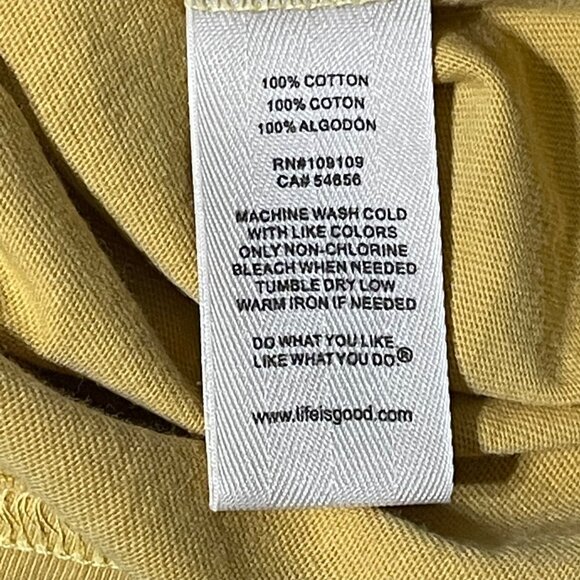 100% COTTON
100% COTON
100% ALGODÓN
RN#109109
CA# 54656
MACHINE WASH COLD
WITH LIKE COLORS
ONLY NON-CHLORINE
BLEACH WHEN NEEDED
TUMBLE DRY LOW
WARM IRON IF NEEDED
DO WHAT YOU LIKE.
LIKE WHAT YOU DO.®
www.lifeisgood.com